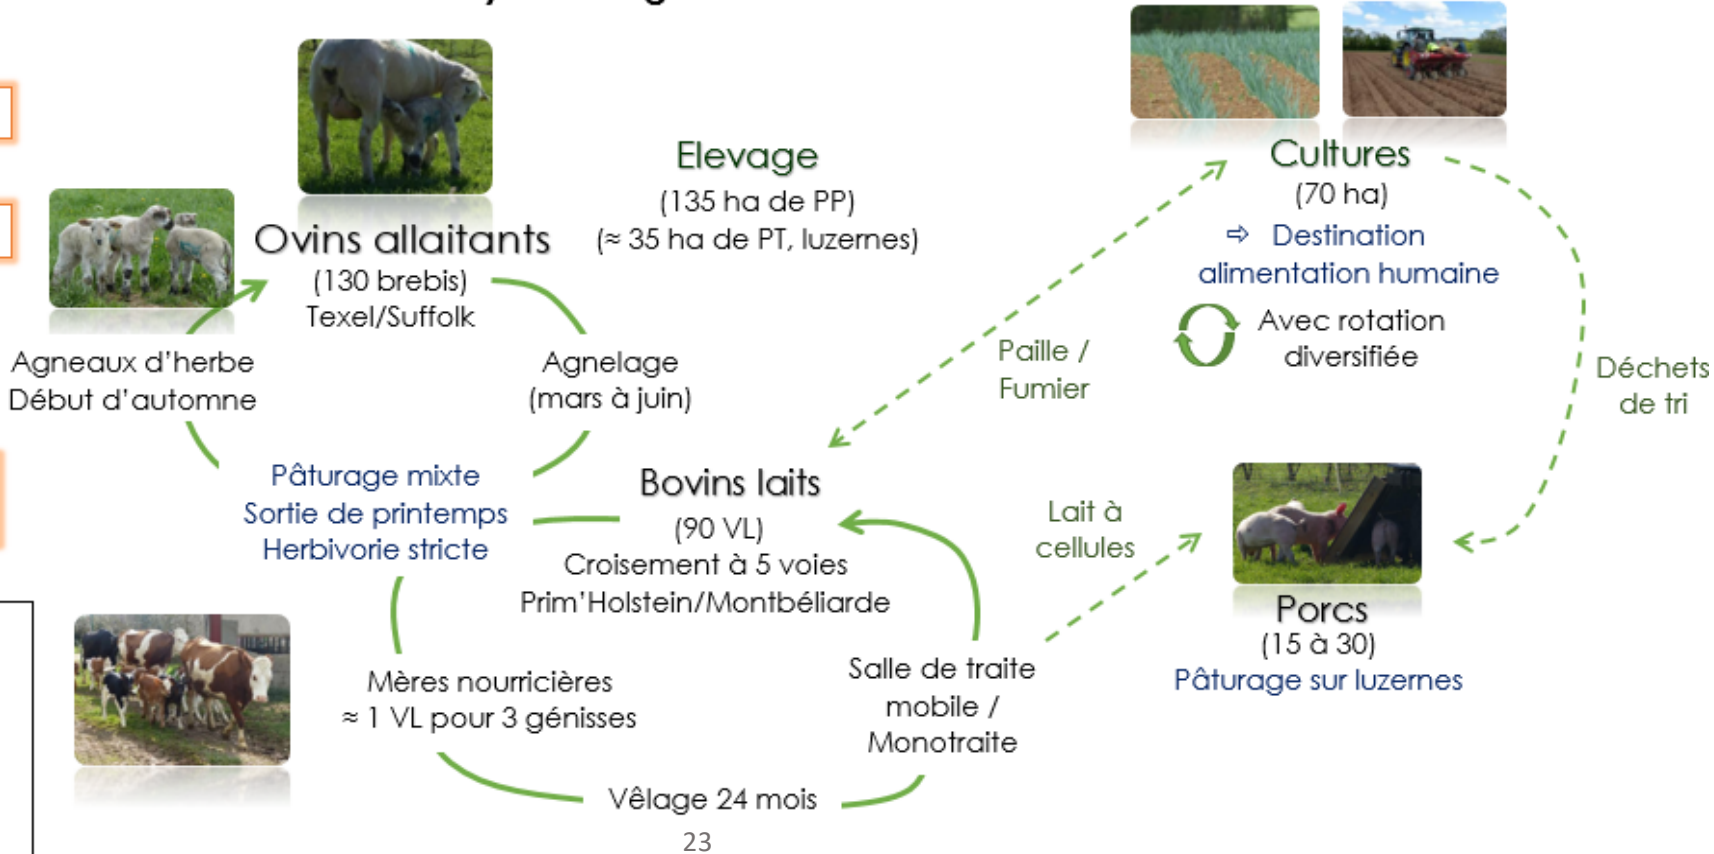 Elevage
(135 ha de PP)
(≈ 35 ha de PT, luzernes)
Ovins allaitants
(130 brebis)
Texel/Suffolk
Agneaux d'herbe
Début d'automne
Agnelage
(mars à juin)
Pâturage mixte
Sortie de printemps
Herbivorie stricte
Bovins laits
(90 VL)
Croisement à 5 voies
Prim'Holstein/Montbéliarde
Mères nourricières
≈ 1 VL pour 3 génisses
Vêlage 24 mois
Salle de traite
mobile /
Monotraite
Paille /
Fumier
Lait à
cellules
Cultures
(70 ha)
⇨ Destination
alimentation humaine
Avec rotation
diversifiée
Déchets
de tri
Porcs
(15 à 30)
Pâturage sur luzernes
23